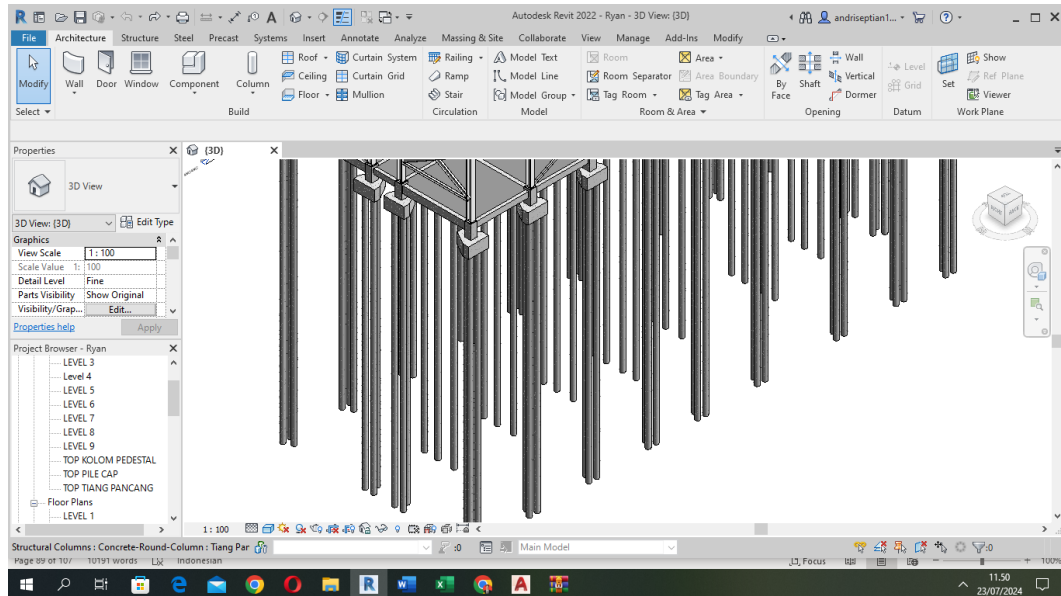 Autodesk Revit 2022 - Ryan - 3D View: {3D}
andriseptian1...
File Architecture Structure Steel Precast Systems Insert Annotate Analyze Massing & Site Collaborate View Manage Add-Ins Modify
Modify Wall Door Window Component Column
Roof Curtain System
Ceiling Curtain Grid
Floor Mullion
Railing Model Text
Ramp Model Line
Stair Model Group
Room Area
Room Separator Area Boundary
Tag Room Tag Area
By Face Shaft
Wall
Vertical
Dormer
Level
Grid
Set
Show
Ref Plane
Viewer
Select Build Circulation Model Room & Area Opening Datum Work Plane
Properties
{3D}
3D View
3D View: {3D} Edit Type
Graphics
View Scale 1 : 100
Scale Value 1: 100
Detail Level Fine
Parts Visibility Show Original
Visibility/Grap... Edit...
Properties help Apply
Project Browser - Ryan
LEVEL 3
Level 4
LEVEL 5
LEVEL 6
LEVEL 7
LEVEL 8
LEVEL 9
TOP KOLOM PEDESTAL
TOP PILE CAP
TOP TIANG PANCANG
Floor Plans
LEVEL 1
1 : 100
Structural Columns : Concrete-Round-Column : Tiang Par
:0
Main Model
:0
Page 89 of 107 10191 words Indonesian
Focus
100%
11.50
23/07/2024